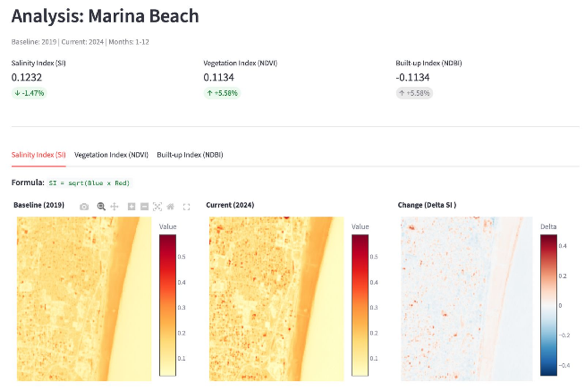 Analysis: Marina Beach
Baseline: 2019 | Current: 2024 | Months: 1-12
Salinity Index (SI)
0.1232
↓ -1.47%
Vegetation Index (NDVI)
0.1134
↑ +5.58%
Built-up Index (NDBI)
-0.1134
↑ +5.58%
Salinity Index (SI) Vegetation Index (NDVI) Built-up Index (NDBI)
Formula: SI = sqrt(Blue x Red)
Baseline (2019)
Value
0.5
0.4
0.3
0.2
0.1
Current (2024)
Value
0.5
0.4
0.3
0.2
0.1
Change (Delta SI )
Delta
0.4
0.2
0
-0.2
-0.4